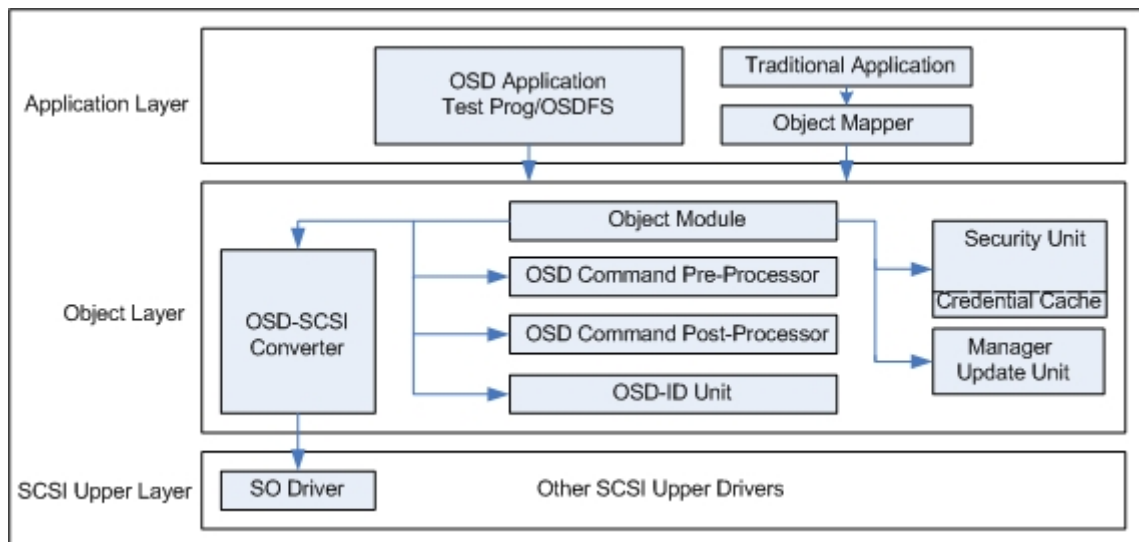 Application Layer
OSD Application
Test Prog/OSDFS
Traditional Application
Object Mapper
Object Layer
Object Module
OSD-SCSI
Converter
OSD Command Pre-Processor
OSD Command Post-Processor
OSD-ID Unit
Security Unit
Credential Cache
Manager
Update Unit
SCSI Upper Layer
SO Driver
Other SCSI Upper Drivers